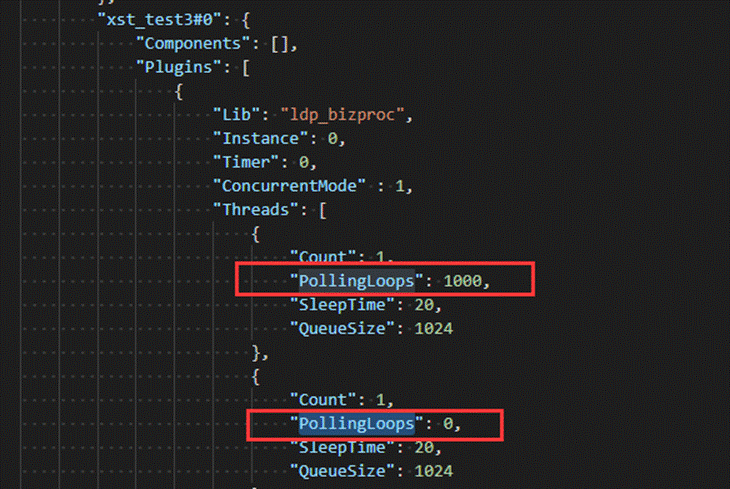 },
"xst_test3#0": {
"Components": [],
"Plugins": [
{
"Lib": "ldp_bizproc",
"Instance": 0,
"Timer": 0,
"ConcurrentMode" : 1,
"Threads": [
{
"Count": 1,
"PollingLoops": 1000,
"SleepTime": 20,
"QueueSize": 1024
},
{
"Count": 1,
"PollingLoops": 0,
"SleepTime": 20,
"QueueSize": 1024